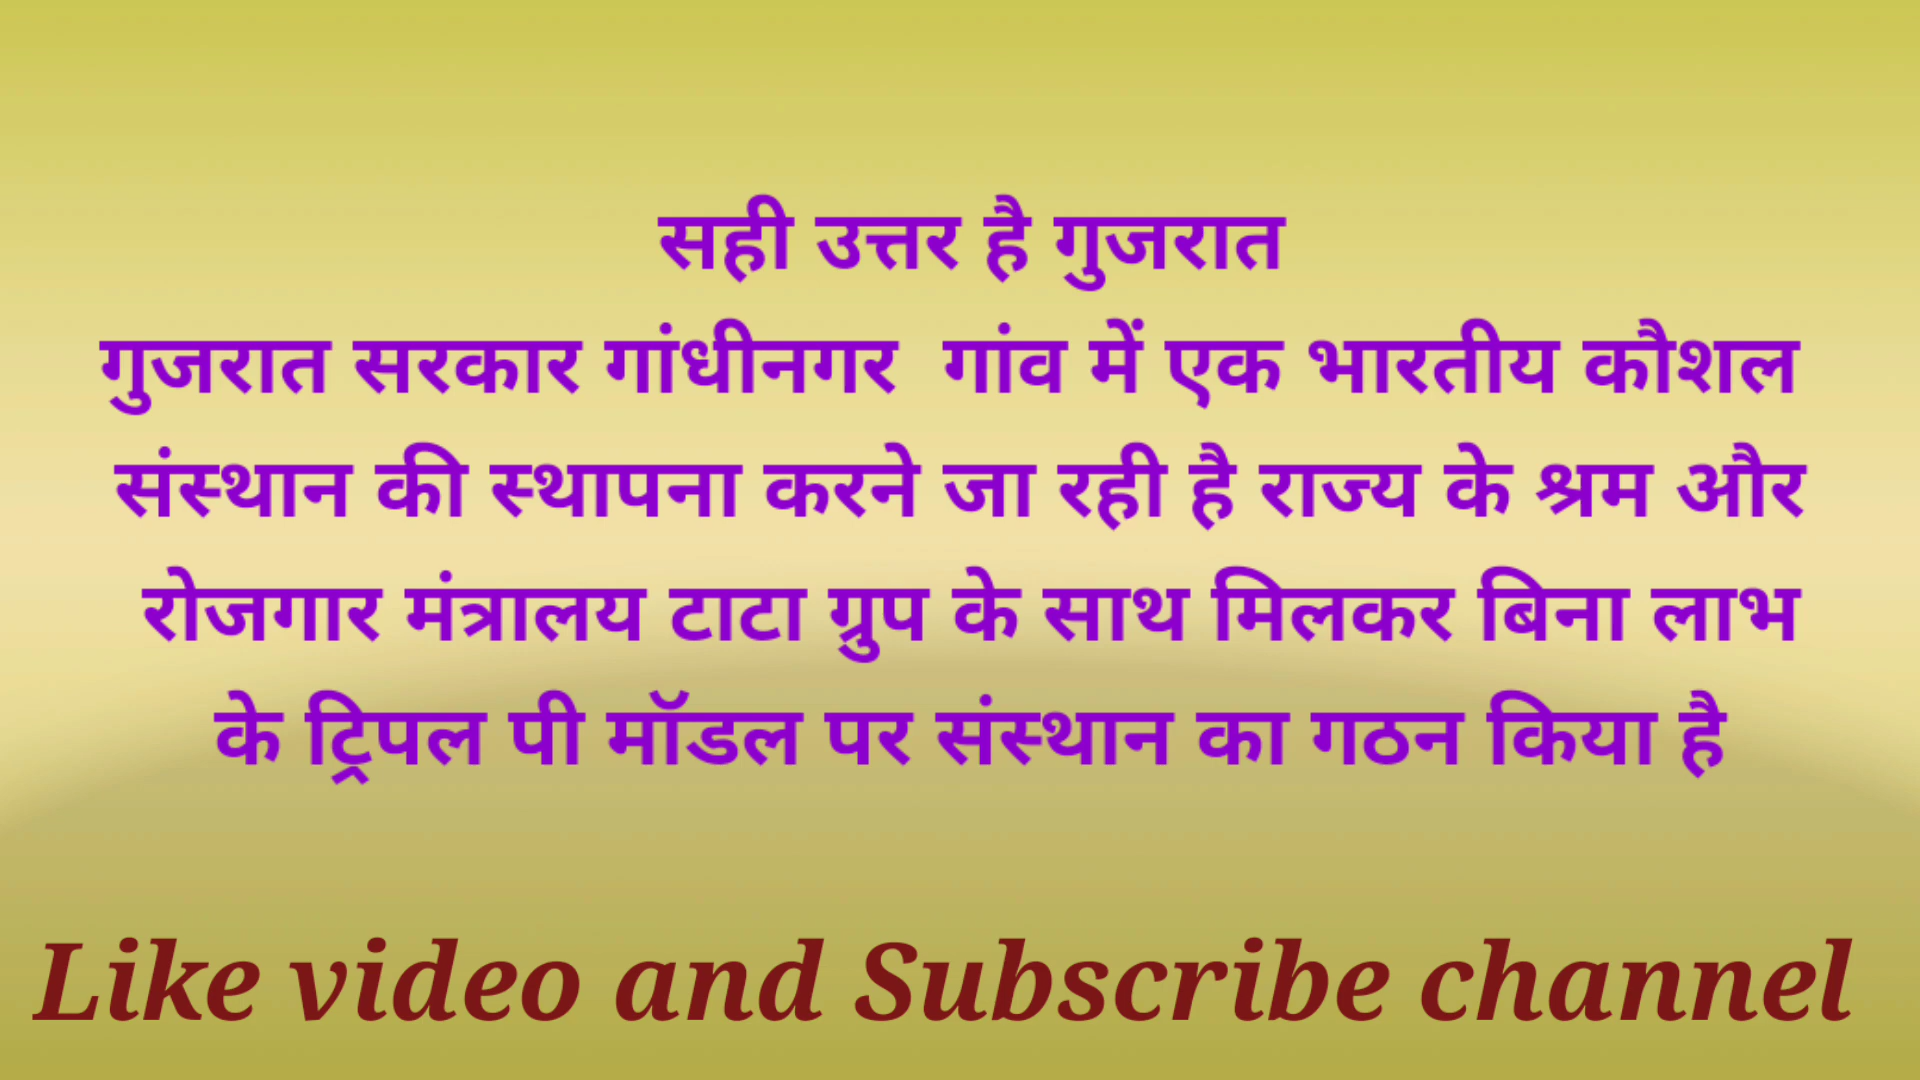 सही उत्तर है गुजरात
गुजरात सरकार गांधीनगर गांव में एक भारतीय कौशल
संस्थान की स्थापना करने जा रही है राज्य के श्रम और
रोजगार मंत्रालय टाटा ग्रुप के साथ मिलकर बिना लाभ
के ट्रिपल पी मॉडल पर संस्थान का गठन किया है
Like video and Subscribe channel